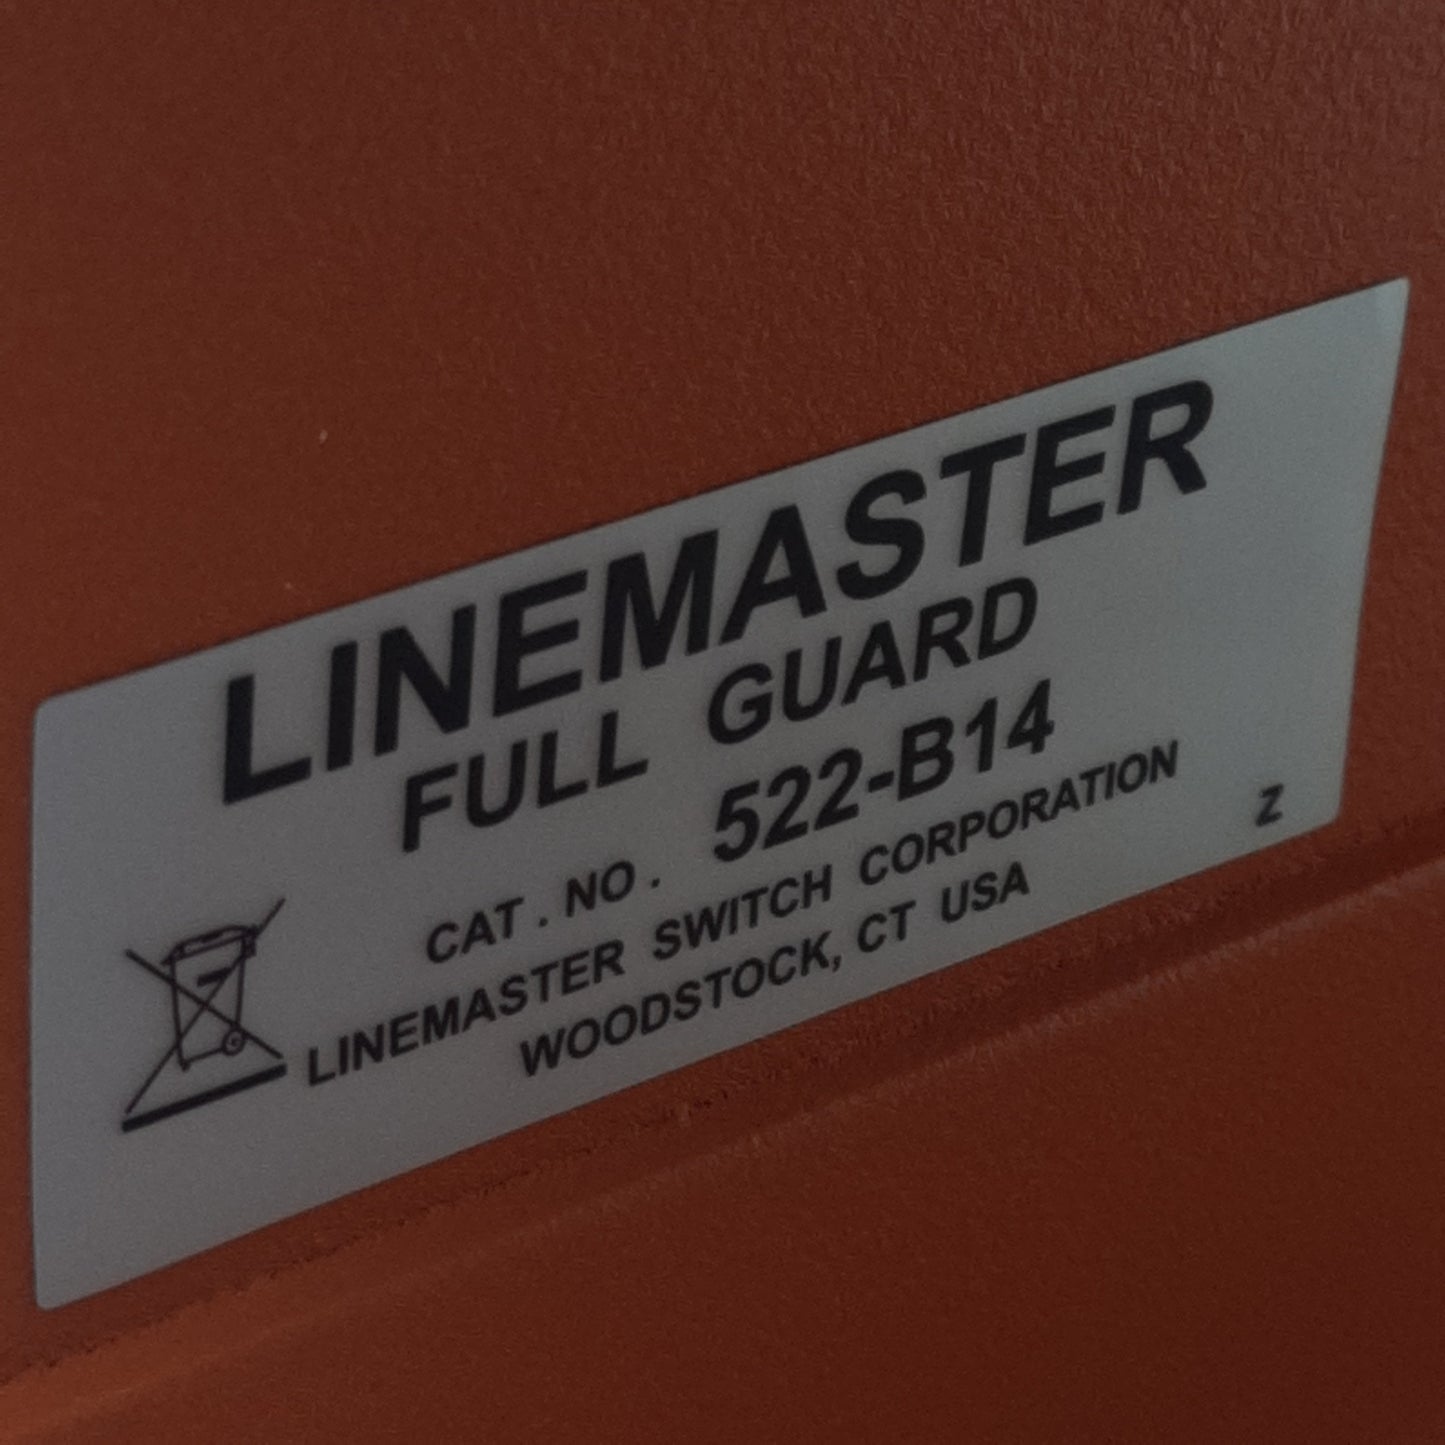 LINEMASTER
FULL GUARD
CAT. NO. 522-B14
LINEMASTER SWITCH CORPORATION
WOODSTOCK, CT USA
Z